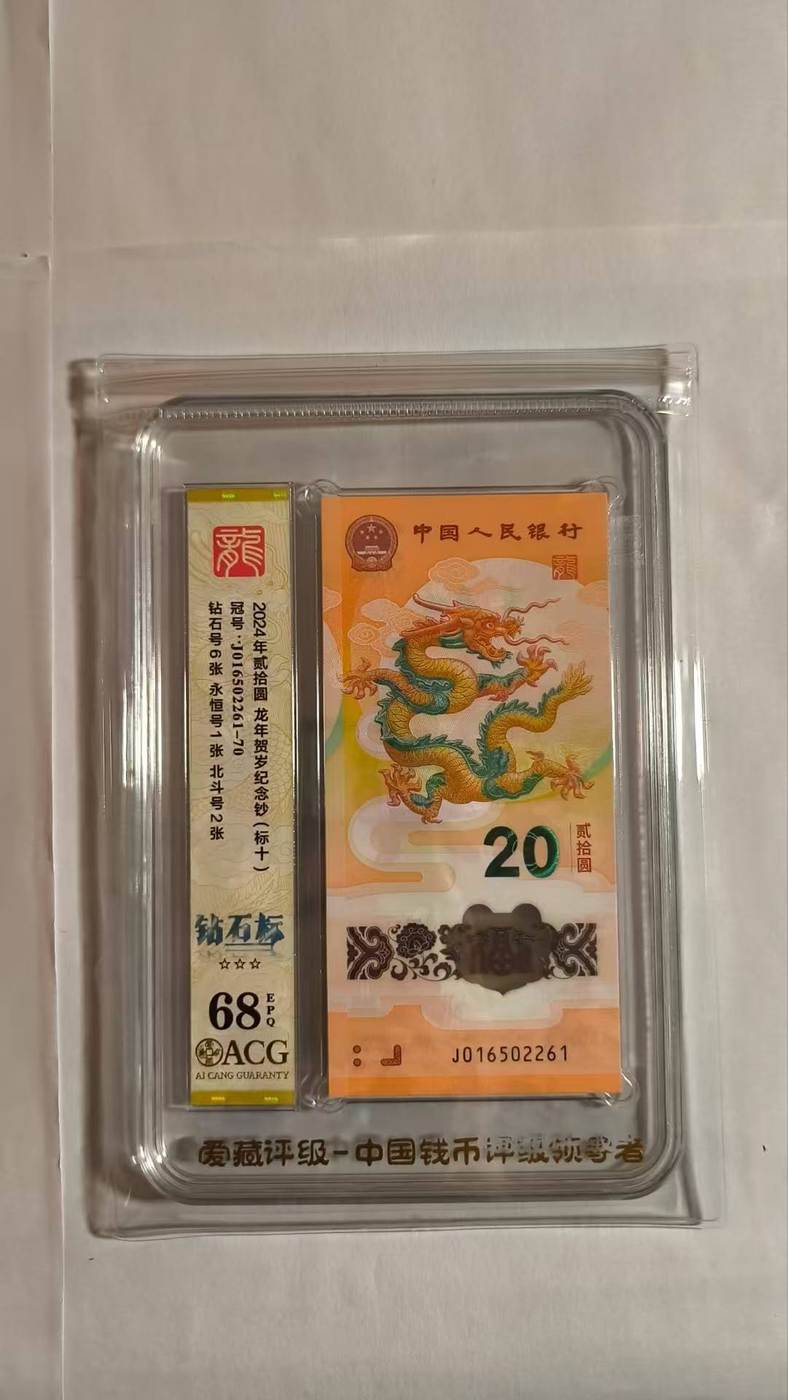 龍
2024年贰拾圆 龙年贺岁纪念钞(标十)
冠号:J016502261-70
钻石号6张 永恒号1张 北斗号2张
钻石标
☆☆☆
68
EPQ
ACG
AI CANG GUARANTY
中国人民银行
龍
20
贰拾圆
福
J016502261
爱藏评级-中国钱币评级领导者